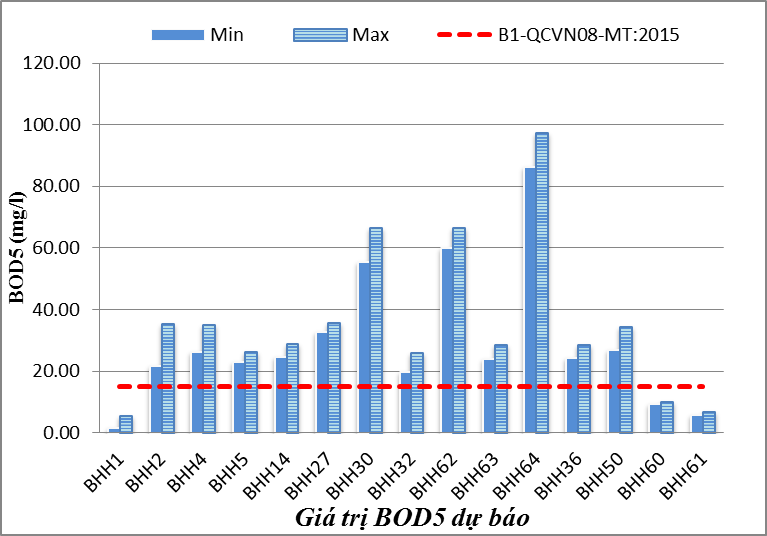 Min Max B1-QCVN08-MT:2015
120.00
100.00
80.00
60.00
40.00
20.00
0.00
BOD5 (mg/l)
BHH1 BHH2 BHH4 BHH5 BHH14 BHH27 BHH30 BHH32 BHH62 BHH63 BHH64 BHH36 BHH50 BHH60 BHH61
Giá trị BOD5 dự báo